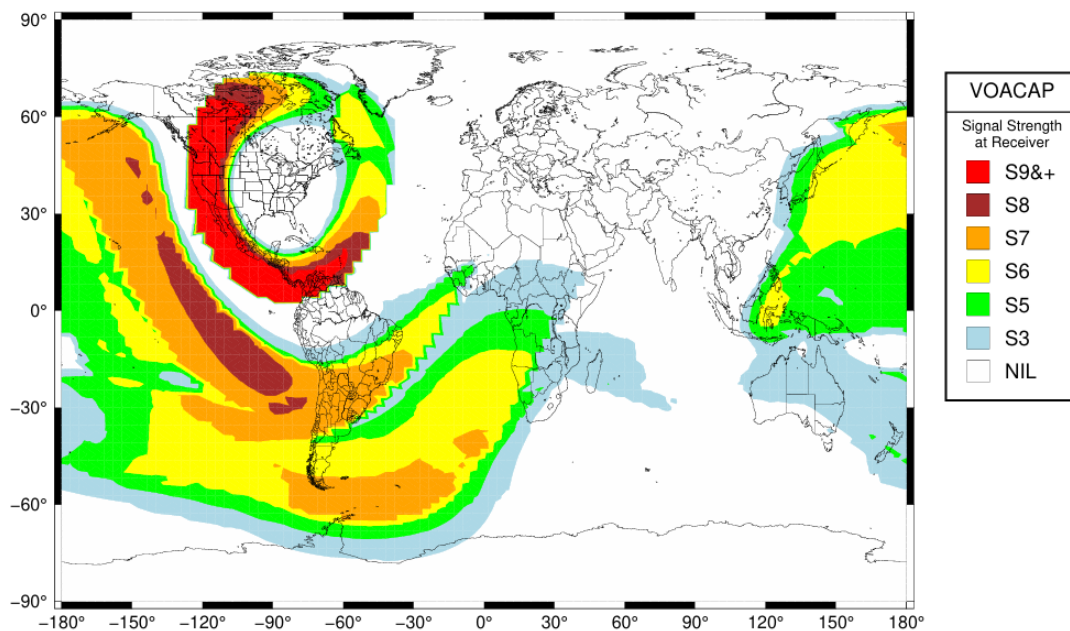 90°
60°
30°
0°
−30°
−60°
−90°
−180° −150° −120° −90° −60° −30° 0° 30° 60° 90° 120° 150° 180°
VOACAP
Signal Strength
at Receiver
S9&+
S8
S7
S6
S5
S3
NIL